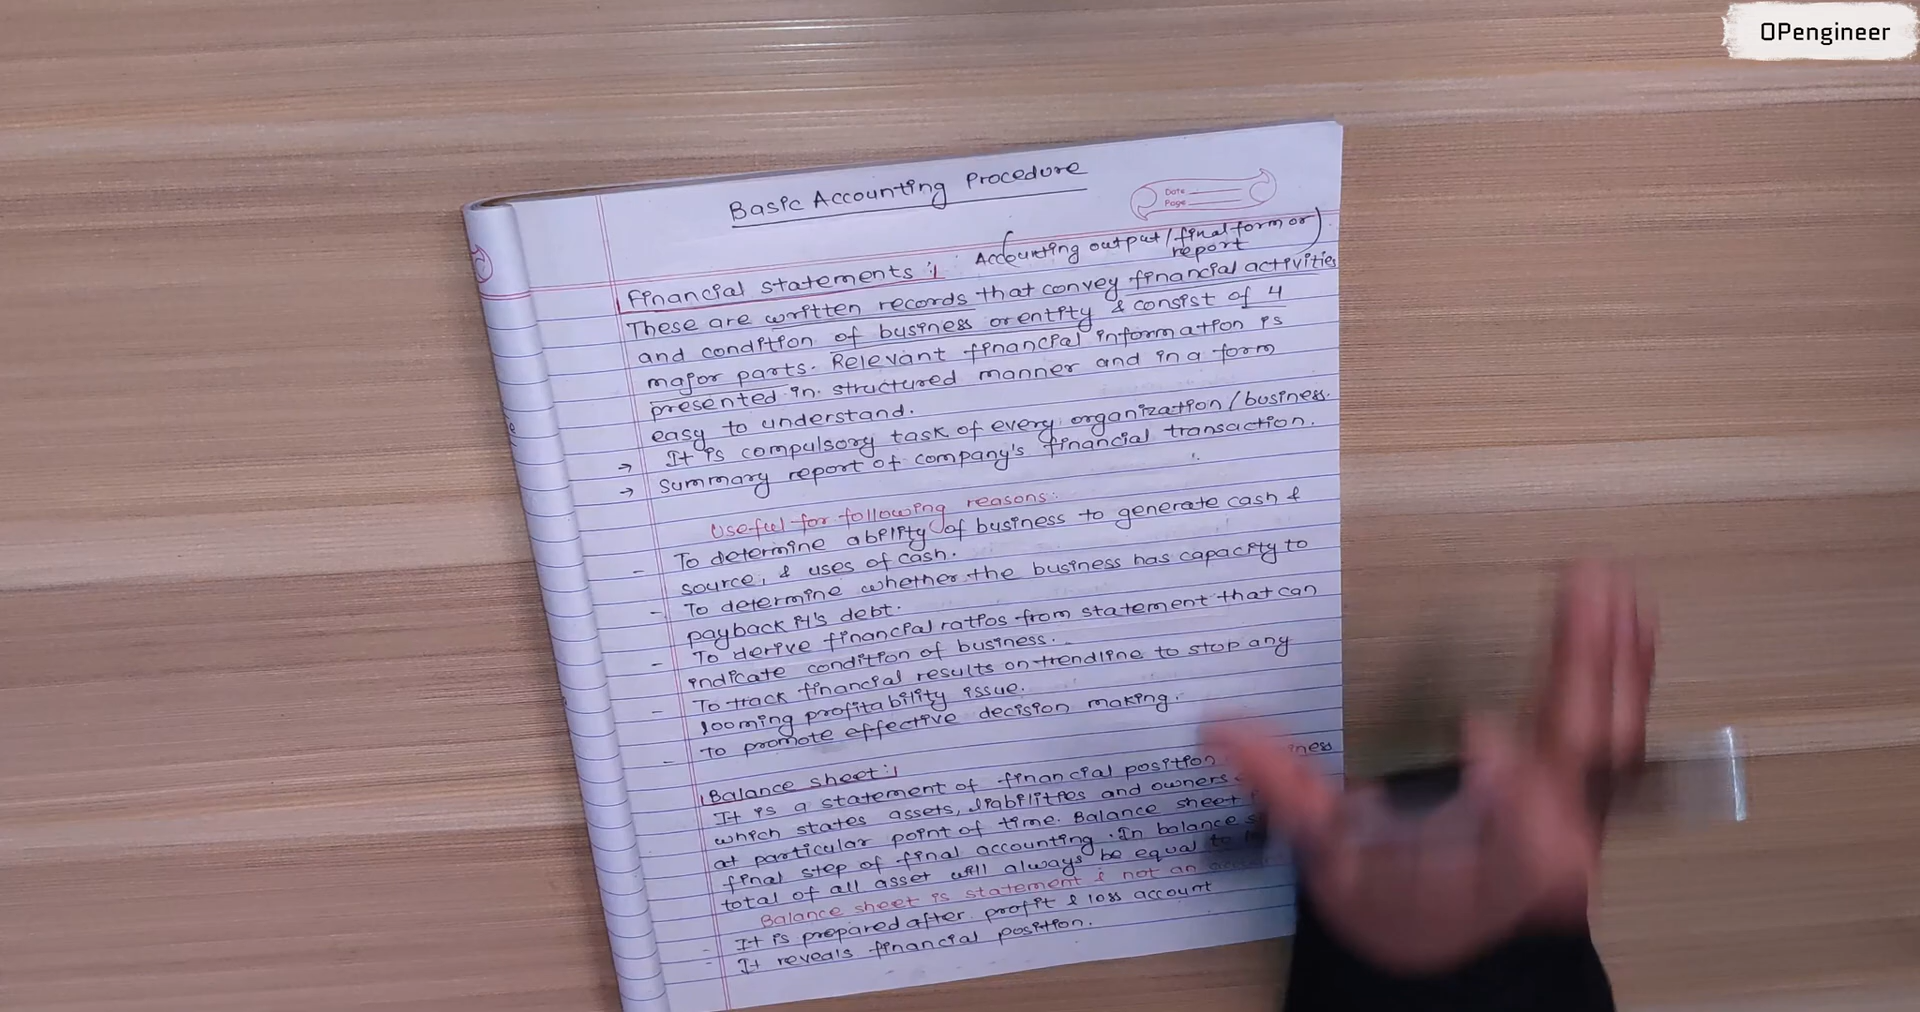 OPengineer
Basic Accounting Procedure
Date
Page
(Accounting output/final form or
report)
Financial statements:
These are written records that convey financial activities
and condition of business or entity & consist of 4
major parts. Relevant financial information is
presented in structured manner and in a form
easy to understand.
→ It is compulsory task of every organization/business.
→ Summary report of company's financial transaction.
Useful for following reasons:
- To determine ability of business to generate cash &
source, & uses of cash.
- To determine whether the business has capacity to
payback it's debt.
- To derive financial ratios from statement that can
indicate condition of business.
- To track financial results on trendline to stop any
looming profitability issue.
- To promote effective decision making.
Balance sheet:
It is a statement of financial position
which states assets, liabilities and owners
at particular point of time. Balance sheet
final step of final accounting. In balance
total of all asset will always be equal to
Balance sheet is statement & not an
- It is prepared after profit & loss account
- It reveals financial position.